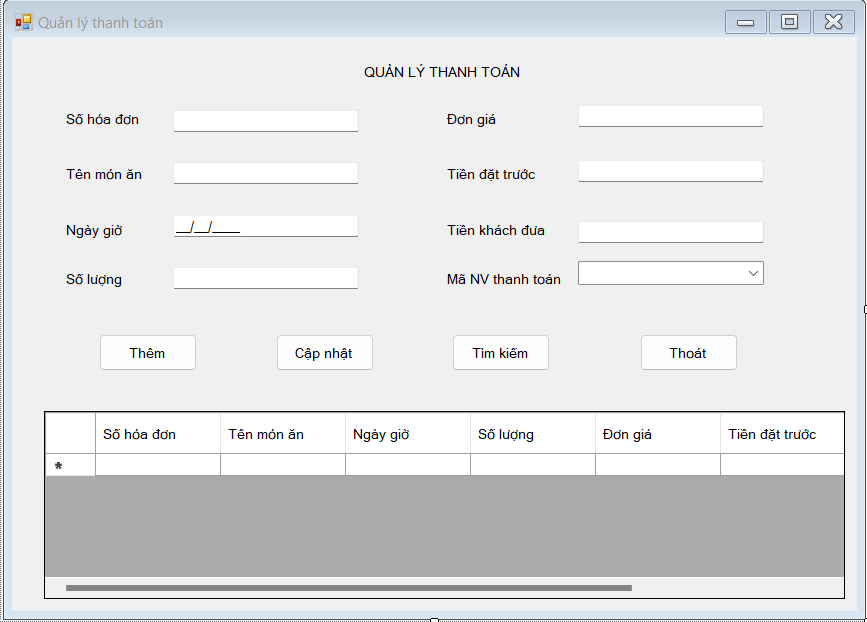 Quản lý thanh toán
QUẢN LÝ THANH TOÁN
Số hóa đơn
Đơn giá
Tên món ăn
Tiền đặt trước
Ngày giờ __/__/____
Tiền khách đưa
Số lượng
Mã NV thanh toán
Thêm Cập nhật Tìm kiếm Thoát
Số hóa đơn Tên món ăn Ngày giờ Số lượng Đơn giá Tiền đặt trước
*